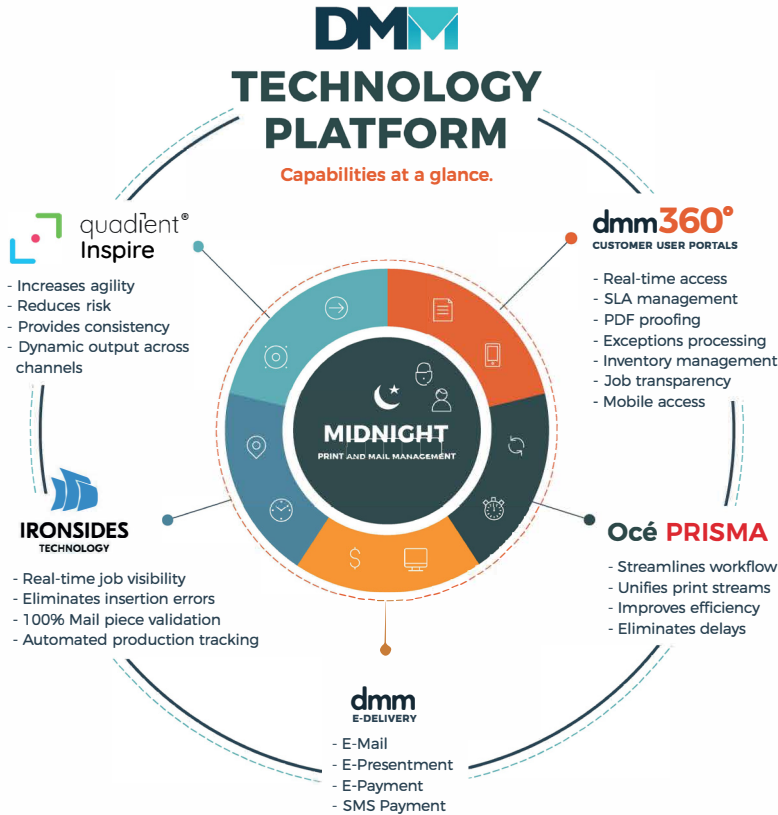 DMM
TECHNOLOGY
PLATFORM
Capabilities at a glance.
quadient®
Inspire
- Increases agility
- Reduces risk
- Provides consistency
- Dynamic output across
channels
dmm360°
CUSTOMER USER PORTALS
- Real-time access
- SLA management
- PDF proofing
- Exceptions processing
- Inventory management
- Job transparency
- Mobile access
MIDNIGHT
PRINT AND MAIL MANAGEMENT
$
IRONSIDES
TECHNOLOGY
- Real-time job visibility
- Eliminates insertion errors
- 100% Mail piece validation
- Automated production tracking
Océ PRISMA
- Streamlines workflow
- Unifies print streams
- Improves efficiency
- Eliminates delays
dmm
E-DELIVERY
- E-Mail
- E-Presentment
- E-Payment
- SMS Payment